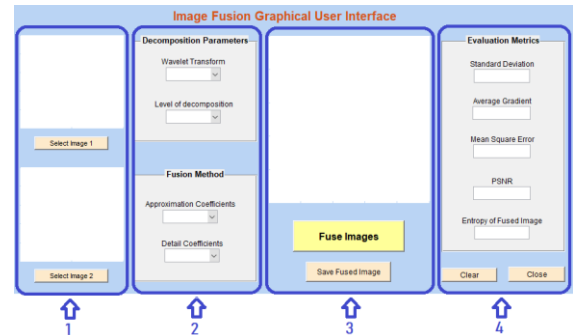 Image Fusion Graphical User Interface
Select Image 1
Select Image 2
Decomposition Parameters
Wavelet Transform
Level of decomposition
Fusion Method
Approximation Coefficients
Detail Coefficients
Fuse Images
Save Fused Image
Evaluation Metrics
Standard Deviation
Average Gradient
Mean Square Error
PSNR
Entropy of Fused Image
Clear
Close
1
2
3
4